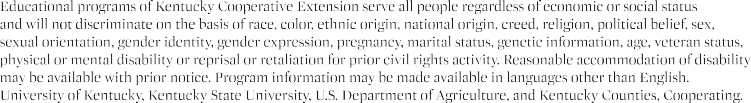 Educational programs of Kentucky Cooperative Extension serve all people regardless of economic or social status
and will not discriminate on the basis of race, color, ethnic origin, national origin, creed, religion, political belief, sex,
sexual orientation, gender identity, gender expression, pregnancy, marital status, genetic information, age, veteran status,
physical or mental disability or reprisal or retaliation for prior civil rights activity. Reasonable accommodation of disability
may be available with prior notice. Program information may be made available in languages other than English.
University of Kentucky, Kentucky State University, U.S. Department of Agriculture, and Kentucky Counties, Cooperating.